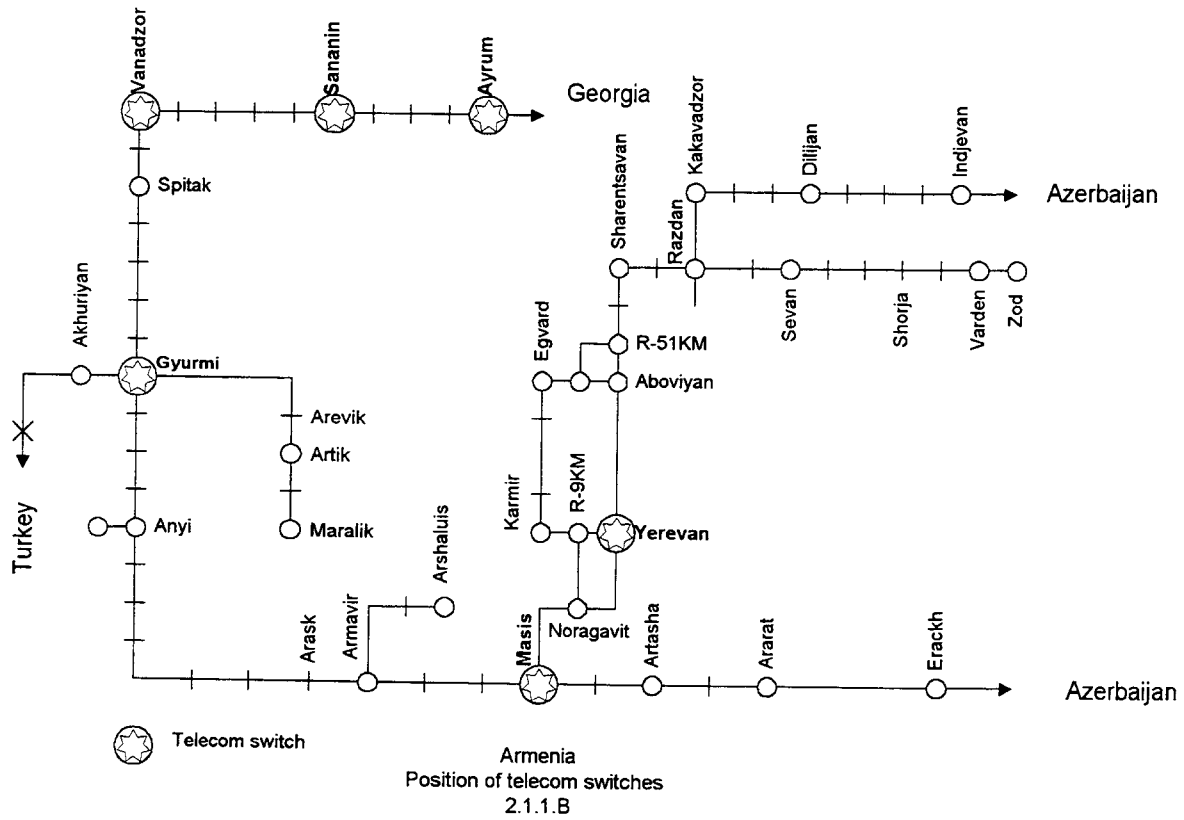 Vanadzor
Sananin
Ayrum
Georgia
Spitak
Sharentsavan
Razdan
Kakavadzor
Dilijan
Indjevan
Azerbaijan
Akhuriyan
Gyurmi
Egvard
R-51KM
Aboviyan
Sevan
Shorja
Varden
Zod
Arevik
Artik
Maralik
Turkey
Anyi
Karmir
R-9KM
Yerevan
Arshaluis
Arask
Armavir
Noragavit
Masis
Artasha
Ararat
Erackh
Azerbaijan
Telecom switch
Armenia
Position of telecom switches
2.1.1.B